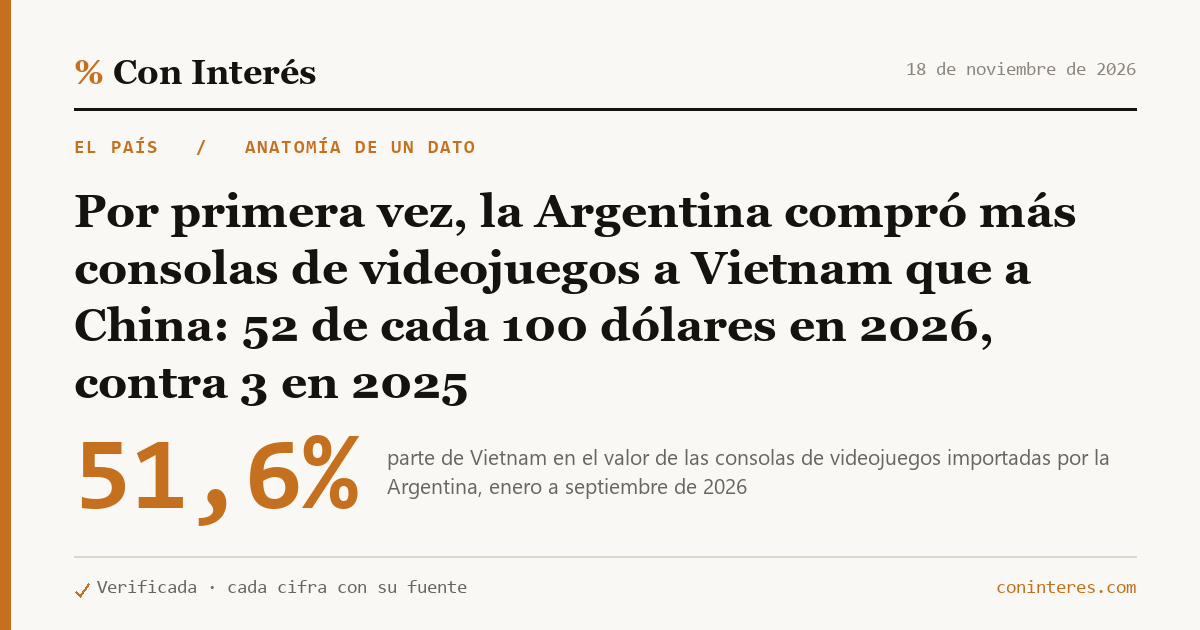 % Con Interés
18 de noviembre de 2026
EL PAÍS / ANATOMÍA DE UN DATO
Por primera vez, la Argentina compró más
consolas de videojuegos a Vietnam que a
China: 52 de cada 100 dólares en 2026,
contra 3 en 2025
51,6%
parte de Vietnam en el valor de las consolas de videojuegos importadas por la
Argentina, enero a septiembre de 2026
✓ Verificada · cada cifra con su fuente
coninteres.com